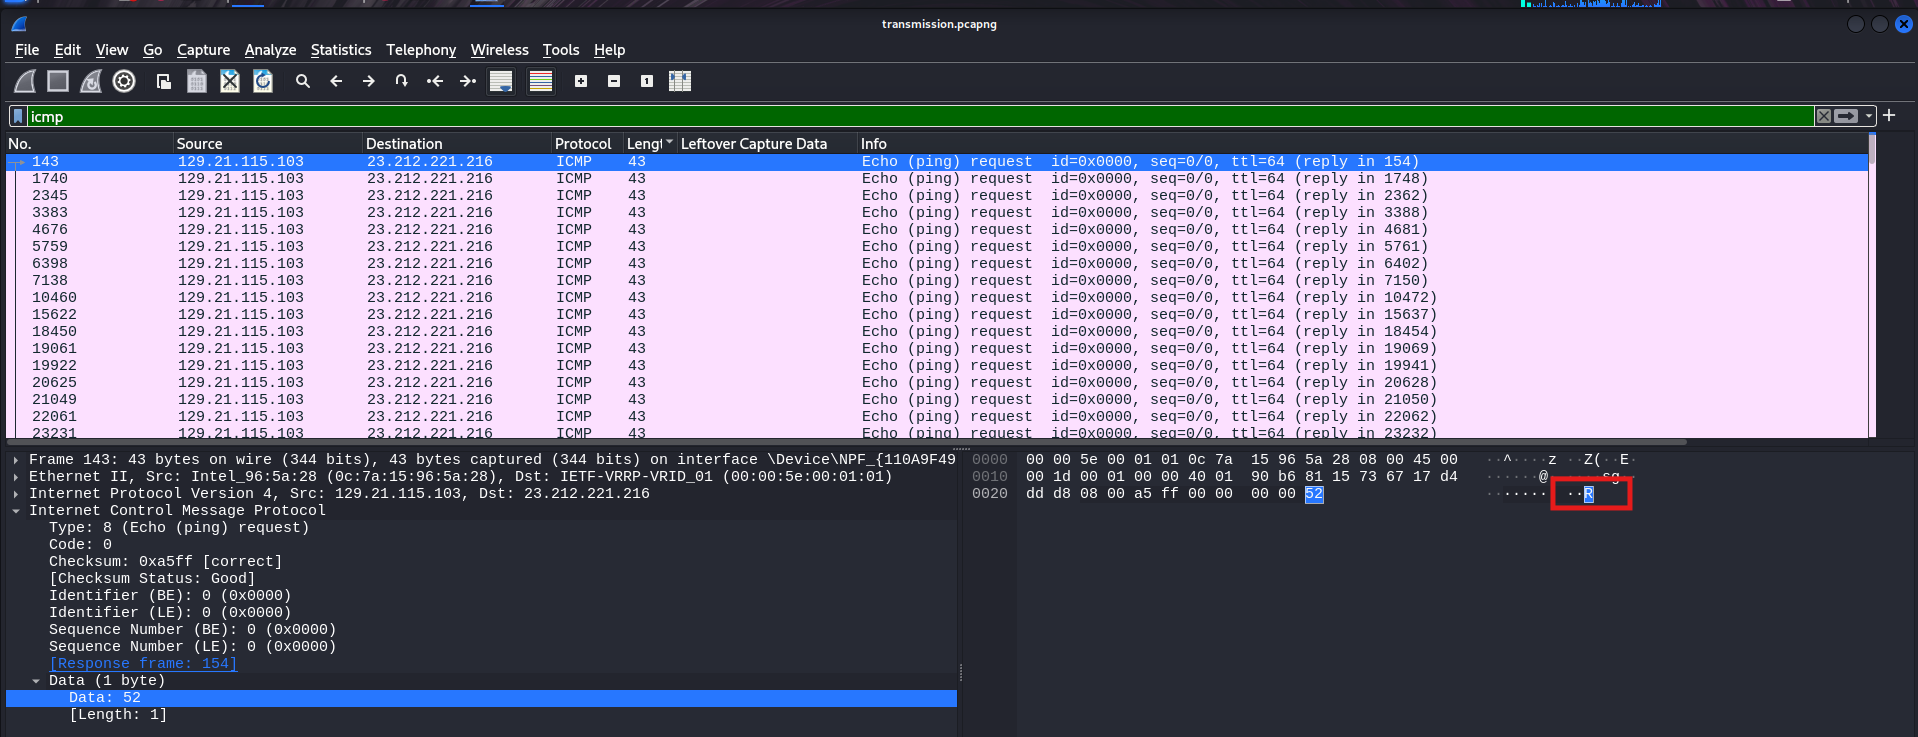 transmission.pcapng
File Edit View Go Capture Analyze Statistics Telephony Wireless Tools Help
icmp
No. Source Destination Protocol Lengt Leftover Capture Data Info
143 129.21.115.103 23.212.221.216 ICMP 43 Echo (ping) request id=0x0000, seq=0/0, ttl=64 (reply in 154)
1740 129.21.115.103 23.212.221.216 ICMP 43 Echo (ping) request id=0x0000, seq=0/0, ttl=64 (reply in 1748)
2345 129.21.115.103 23.212.221.216 ICMP 43 Echo (ping) request id=0x0000, seq=0/0, ttl=64 (reply in 2362)
3383 129.21.115.103 23.212.221.216 ICMP 43 Echo (ping) request id=0x0000, seq=0/0, ttl=64 (reply in 3388)
4676 129.21.115.103 23.212.221.216 ICMP 43 Echo (ping) request id=0x0000, seq=0/0, ttl=64 (reply in 4681)
5759 129.21.115.103 23.212.221.216 ICMP 43 Echo (ping) request id=0x0000, seq=0/0, ttl=64 (reply in 5761)
6398 129.21.115.103 23.212.221.216 ICMP 43 Echo (ping) request id=0x0000, seq=0/0, ttl=64 (reply in 6402)
7138 129.21.115.103 23.212.221.216 ICMP 43 Echo (ping) request id=0x0000, seq=0/0, ttl=64 (reply in 7150)
10460 129.21.115.103 23.212.221.216 ICMP 43 Echo (ping) request id=0x0000, seq=0/0, ttl=64 (reply in 10472)
15622 129.21.115.103 23.212.221.216 ICMP 43 Echo (ping) request id=0x0000, seq=0/0, ttl=64 (reply in 15637)
18450 129.21.115.103 23.212.221.216 ICMP 43 Echo (ping) request id=0x0000, seq=0/0, ttl=64 (reply in 18454)
19061 129.21.115.103 23.212.221.216 ICMP 43 Echo (ping) request id=0x0000, seq=0/0, ttl=64 (reply in 19069)
19922 129.21.115.103 23.212.221.216 ICMP 43 Echo (ping) request id=0x0000, seq=0/0, ttl=64 (reply in 19941)
20625 129.21.115.103 23.212.221.216 ICMP 43 Echo (ping) request id=0x0000, seq=0/0, ttl=64 (reply in 20628)
21049 129.21.115.103 23.212.221.216 ICMP 43 Echo (ping) request id=0x0000, seq=0/0, ttl=64 (reply in 21050)
22061 129.21.115.103 23.212.221.216 ICMP 43 Echo (ping) request id=0x0000, seq=0/0, ttl=64 (reply in 22062)
23231 129.21.115.103 23.212.221.216 ICMP 43 Echo (ping) request id=0x0000, seq=0/0, ttl=64 (reply in 23232)
Frame 143: 43 bytes on wire (344 bits), 43 bytes captured (344 bits) on interface \Device\NPF_{110A9F49
Ethernet II, Src: Intel_96:5a:28 (0c:7a:15:96:5a:28), Dst: IETF-VRRP-VRID_01 (00:00:5e:00:01:01)
Internet Protocol Version 4, Src: 129.21.115.103, Dst: 23.212.221.216
Internet Control Message Protocol
Type: 8 (Echo (ping) request)
Code: 0
Checksum: 0xa5ff [correct]
[Checksum Status: Good]
Identifier (BE): 0 (0x0000)
Identifier (LE): 0 (0x0000)
Sequence Number (BE): 0 (0x0000)
Sequence Number (LE): 0 (0x0000)
[Response frame: 154]
Data (1 byte)
Data: 52
[Length: 1]
0000 00 00 5e 00 01 01 0c 7a 15 96 5a 28 08 00 45 00 ··^····z ··Z(··E·
0010 00 1d 00 01 00 00 40 01 90 b6 81 15 73 67 17 d4 ······@· ····sg··
0020 dd d8 08 00 a5 ff 00 00 00 00 52 ········ ··R